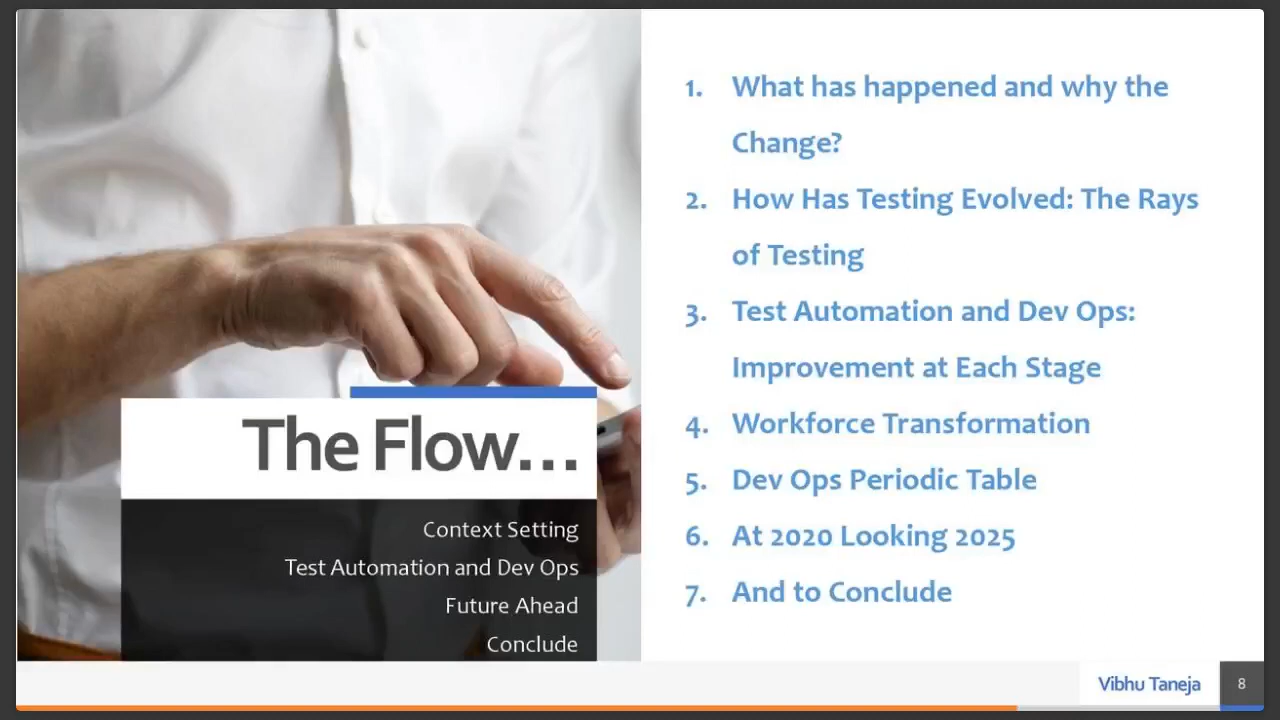 The Flow...
Context Setting
Test Automation and Dev Ops
Future Ahead
Conclude
1. What has happened and why the
Change?
2. How Has Testing Evolved: The Rays
of Testing
3. Test Automation and Dev Ops:
Improvement at Each Stage
4. Workforce Transformation
5. Dev Ops Periodic Table
6. At 2020 Looking 2025
7. And to Conclude
Vibhu Taneja
8